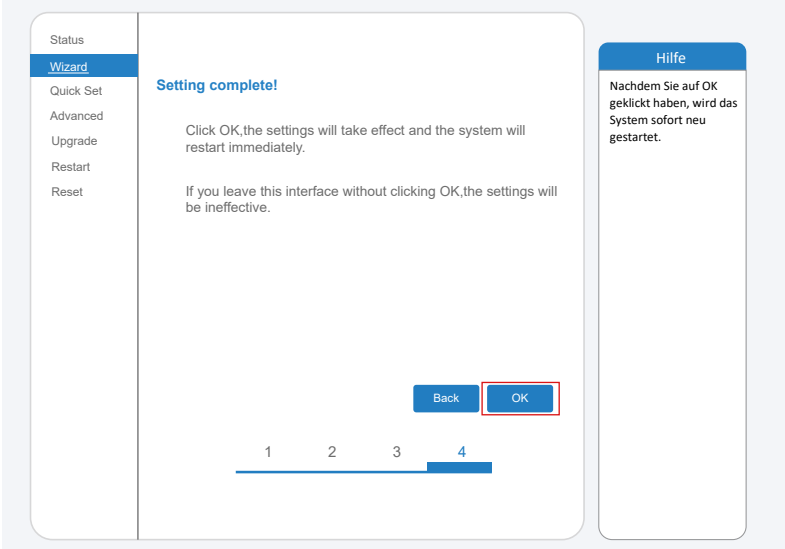 Status
Wizard
Quick Set
Advanced
Upgrade
Restart
Reset
Setting complete!
Click OK,the settings will take effect and the system will
restart immediately.
If you leave this interface without clicking OK,the settings will
be ineffective.
Back
OK
1 2 3 4
Hilfe
Nachdem Sie auf OK
geklickt haben, wird das
System sofort neu
gestartet.